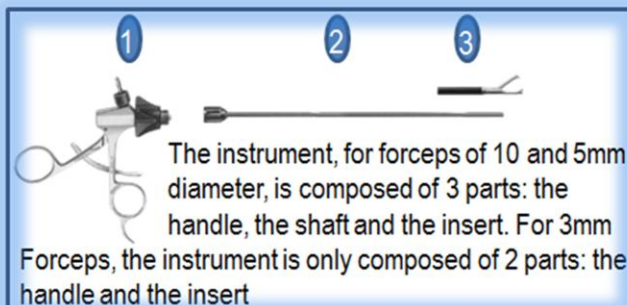 1 2 3
The instrument, for forceps of 10 and 5mm
diameter, is composed of 3 parts: the
handle, the shaft and the insert. For 3mm
Forceps, the instrument is only composed of 2 parts: the
handle and the insert